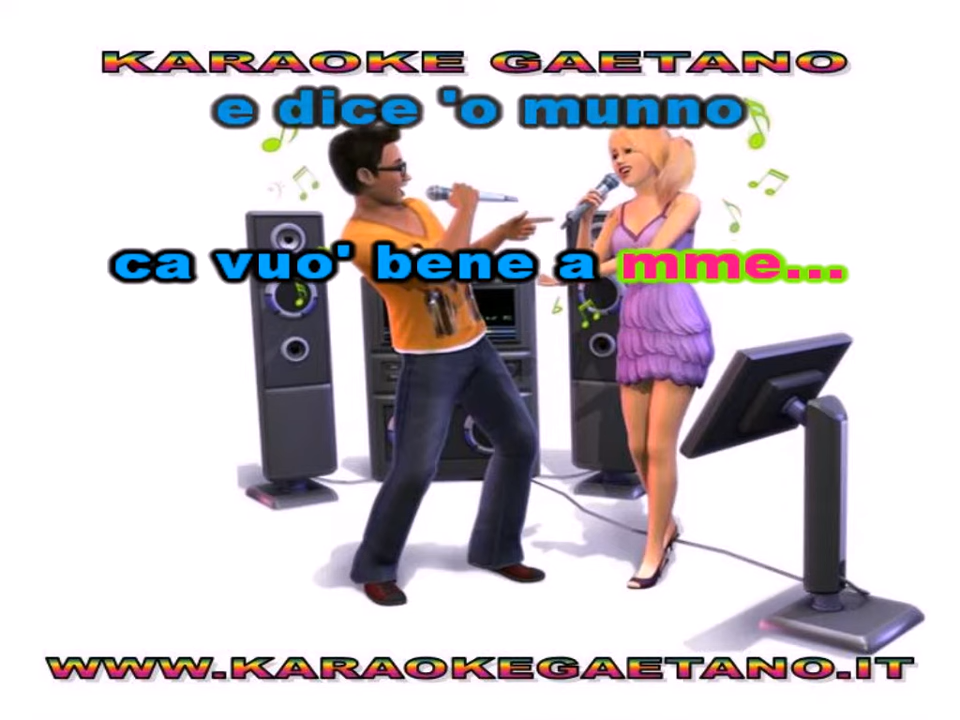 KARAOKE GAETANO
e dice 'o munno
ca vuo' bene a mme...
WWW.KARAOKEGAETANO.IT